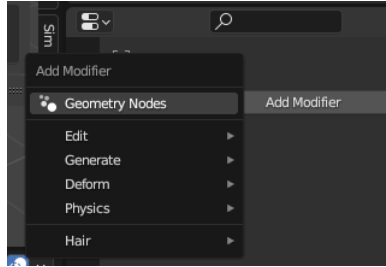 Sim
Add Modifier
Geometry Nodes
Add Modifier
Edit
Generate
Deform
Physics
Hair